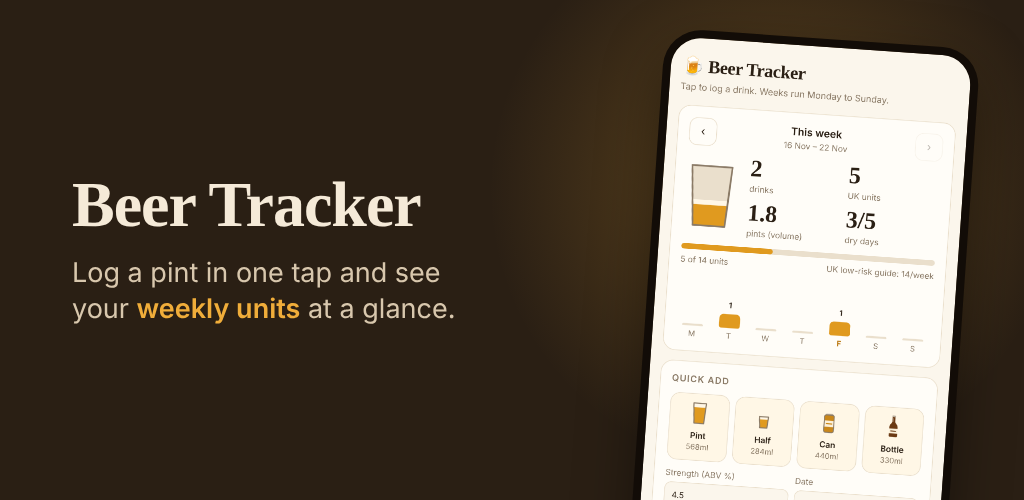 Beer Tracker
Log a pint in one tap and see
your weekly units at a glance.
Beer Tracker
Tap to log a drink. Weeks run Monday to Sunday.
‹
This week
›
16 Nov – 22 Nov
2
5
drinks
UK units
1.8
3/5
pints (volume)
dry days
5 of 14 units
UK low-risk guide: 14/week
1
1
M T W T F S S
QUICK ADD
Pint
Half
Can
Bottle
568ml
284ml
440ml
330ml
Strength (ABV %)
Date
4.5